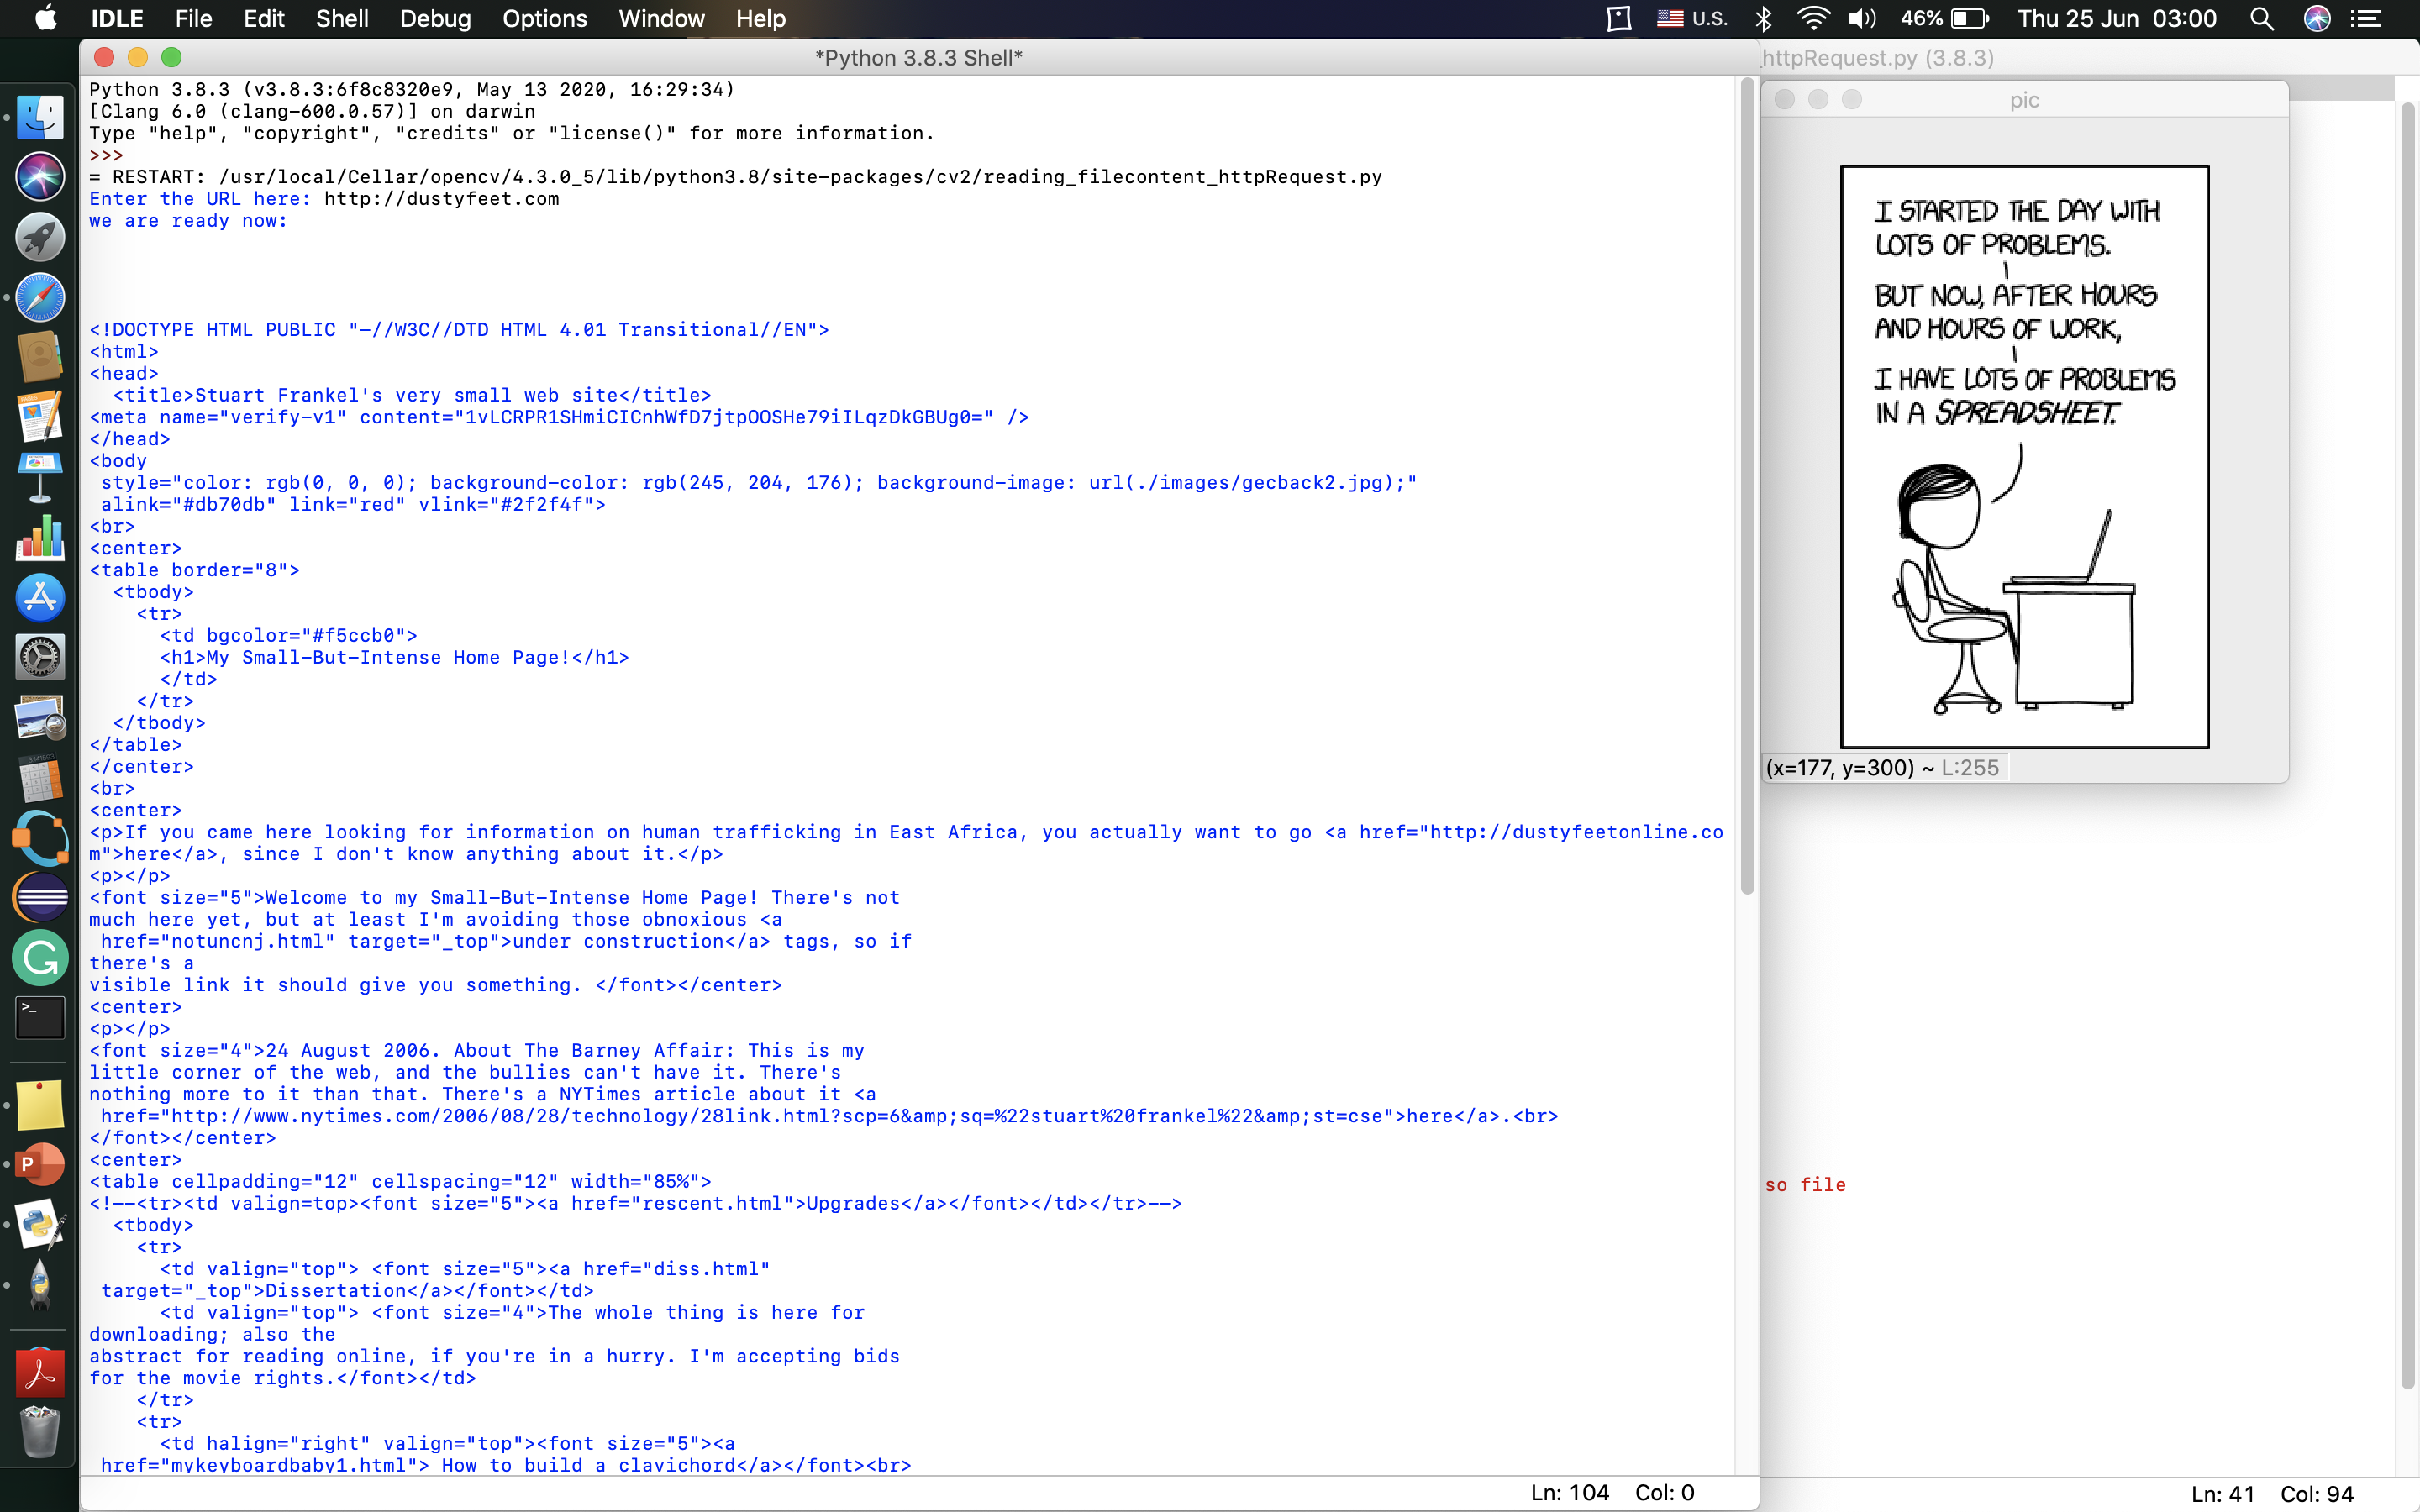 IDLE File Edit Shell Debug Options Window Help U.S. 46% Thu 25 Jun 03:00
*Python 3.8.3 Shell*
Python 3.8.3 (v3.8.3:6f8c8320e9, May 13 2020, 16:29:34)
[Clang 6.0 (clang-600.0.57)] on darwin
Type "help", "copyright", "credits" or "license()" for more information.
>>>
= RESTART: /usr/local/Cellar/opencv/4.3.0_5/lib/python3.8/site-packages/cv2/reading_filecontent_httpRequest.py
Enter the URL here: http://dustyfeet.com
we are ready now:
<!DOCTYPE HTML PUBLIC "-//W3C//DTD HTML 4.01 Transitional//EN">
<html>
<head>
  <title>Stuart Frankel's very small web site</title>
<meta name="verify-v1" content="1vLCRPR1SHmiCICnhWfD7jtpOOSHe79iILqzDkGBUg0=" />
</head>
<body
 style="color: rgb(0, 0, 0); background-color: rgb(245, 204, 176); background-image: url(./images/gecback2.jpg);"
 alink="#db70db" link="red" vlink="#2f2f4f">
<br>
<center>
<table border="8">
  <tbody>
    <tr>
      <td bgcolor="#f5ccb0">
      <h1>My Small-But-Intense Home Page!</h1>
      </td>
    </tr>
  </tbody>
</table>
</center>
<br>
<center>
<p>If you came here looking for information on human trafficking in East Africa, you actually want to go <a href="http://dustyfeetonline.co
m">here</a>, since I don't know anything about it.</p>
<p></p>
<font size="5">Welcome to my Small-But-Intense Home Page! There's not
much here yet, but at least I'm avoiding those obnoxious <a
 href="notuncnj.html" target="_top">under construction</a> tags, so if
there's a
visible link it should give you something. </font></center>
<center>
<p></p>
<font size="4">24 August 2006. About The Barney Affair: This is my
little corner of the web, and the bullies can't have it. There's
nothing more to it than that. There's a NYTimes article about it <a
 href="http://www.nytimes.com/2006/08/28/technology/28link.html?scp=6&amp;sq=%22stuart%20frankel%22&amp;st=cse">here</a>.<br>
</font></center>
<center>
<table cellpadding="12" cellspacing="12" width="85%">
<!--<tr><td valign=top><font size="5"><a href="rescent.html">Upgrades</a></font></td></tr>-->
  <tbody>
    <tr>
      <td valign="top"> <font size="5"><a href="diss.html"
 target="_top">Dissertation</a></font></td>
      <td valign="top"> <font size="4">The whole thing is here for
downloading; also the
abstract for reading online, if you're in a hurry. I'm accepting bids
for the movie rights.</font></td>
    </tr>
    <tr>
      <td halign="right" valign="top"><font size="5"><a
 href="mykeyboardbaby1.html"> How to build a clavichord</a></font><br>
Ln: 104 Col: 0
_httpRequest.py (3.8.3)
pic
I STARTED THE DAY WITH
LOTS OF PROBLEMS.
BUT NOW, AFTER HOURS
AND HOURS OF WORK,
I HAVE LOTS OF PROBLEMS
IN A SPREADSHEET.
(x=177, y=300) ~ L:255
.so file
Ln: 41 Col: 94